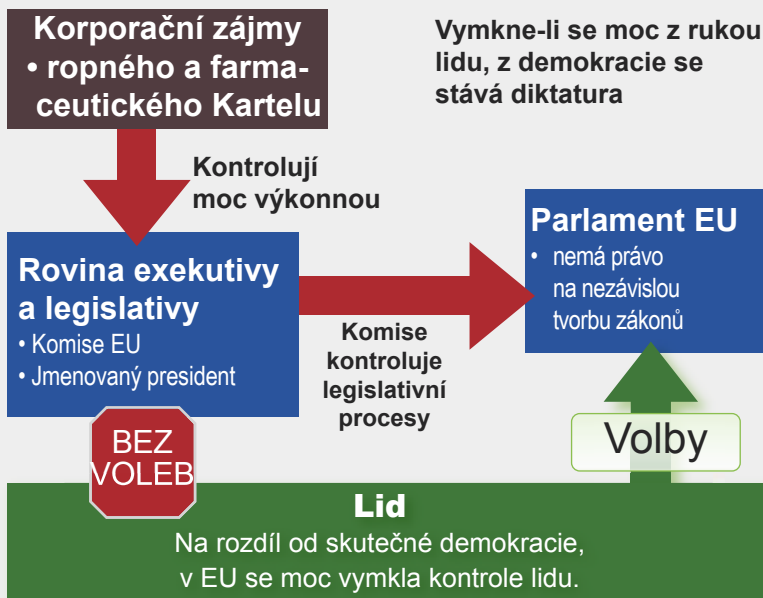 Korporační zájmy
• ropného a farma-
ceutického Kartelu
Vymkne-li se moc z rukou
lidu, z demokracie se
stává diktatura
Kontrolují
moc výkonnou
Rovina exekutivy
a legislativy
• Komise EU
• Jmenovaný president
Komise
kontroluje
legislativní
procesy
Parlament EU
• nemá právo
na nezávislou
tvorbu zákonů
BEZ
VOLEB
Volby
Lid
Na rozdíl od skutečné demokracie,
v EU se moc vymkla kontrole lidu.